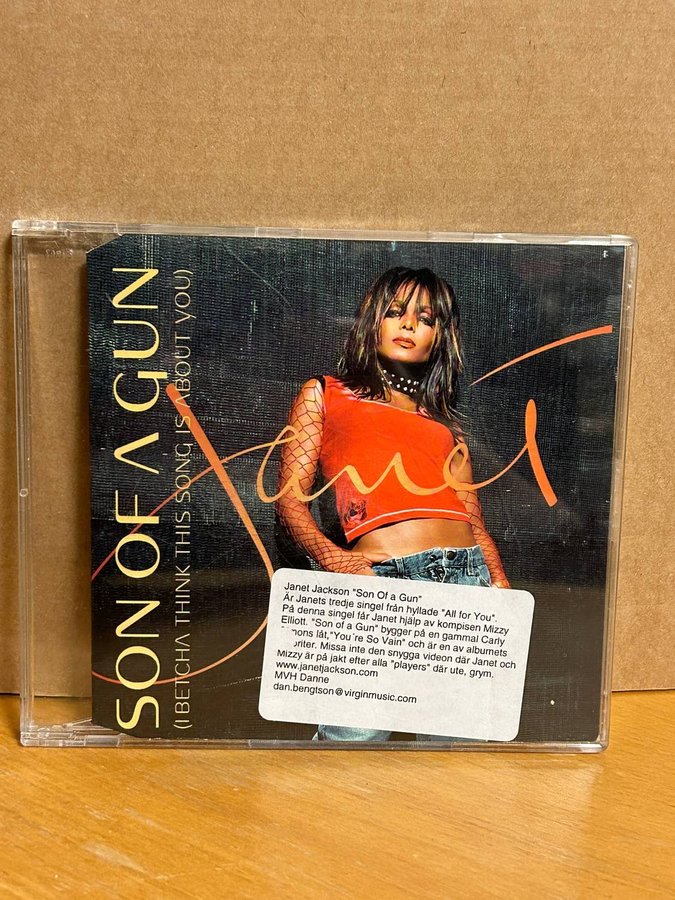 SON OF A GUN
(I BETCHA THINK THIS SONG IS ABOUT YOU)
Janet
Janet Jackson "Son Of a Gun"
Är Janets tredje singel från hyllade "All for You".
På denna singel får Janet hjälp av kompisen Mizzy
Elliott. "Son of a Gun" bygger på en gammal Carly
låt,"You´re So Vain" och är en av albumets
Missa inte den snygga videon där Janet och
Mizzy är på jakt efter alla "players" där ute, grym.
www.janetjackson.com
MVH Danne
dan.bengtson@virginmusic.com